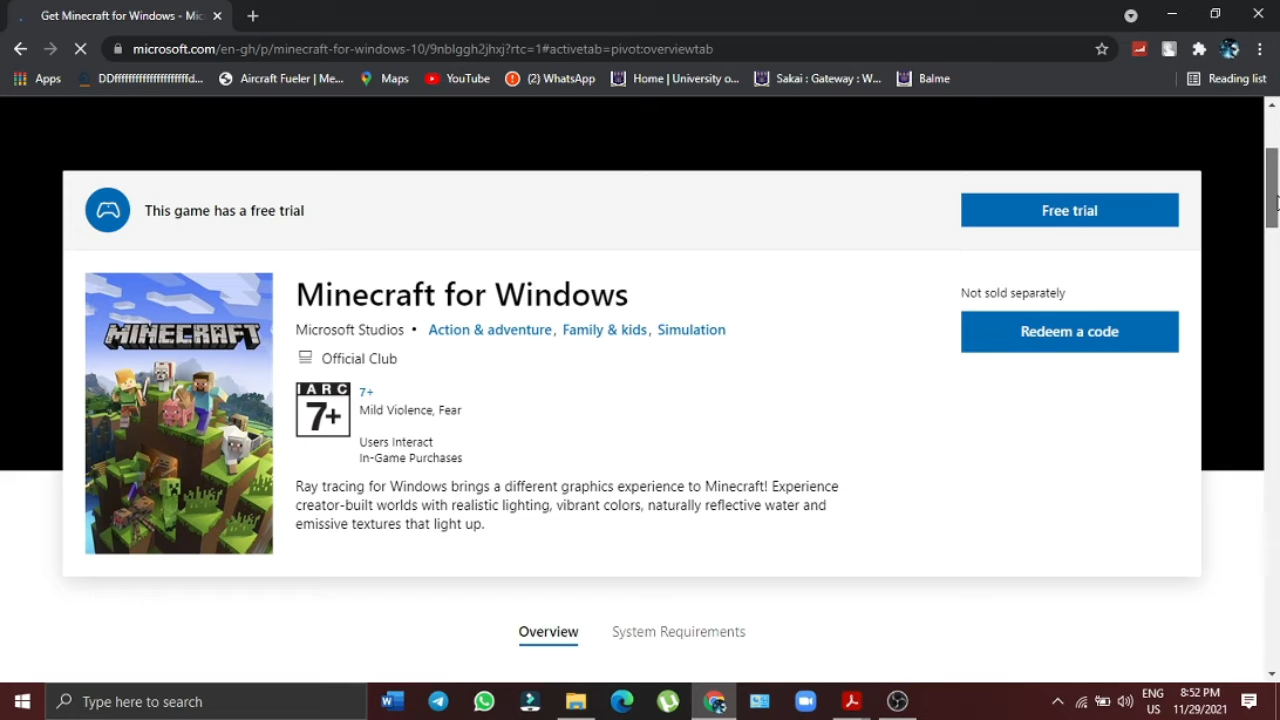 Get Minecraft for Windows - Mic
microsoft.com/en-gh/p/minecraft-for-windows-10/9nblggh2jhxj?rtc=1#activetab=pivot:overviewtab
Apps DDfffffffffffffffffffffd... Aircraft Fueler | Me... Maps YouTube (2) WhatsApp Home | University o... Sakai : Gateway : W... Balme Reading list
This game has a free trial
Free trial
MINECRAFT
Minecraft for Windows
Microsoft Studios • Action & adventure, Family & kids, Simulation
Official Club
Not sold separately
Redeem a code
IARC
7+
7+
Mild Violence, Fear
Users Interact
In-Game Purchases
Ray tracing for Windows brings a different graphics experience to Minecraft! Experience
creator-built worlds with realistic lighting, vibrant colors, naturally reflective water and
emissive textures that light up.
Overview System Requirements
Type here to search
ENG
US
8:52 PM
11/29/2021